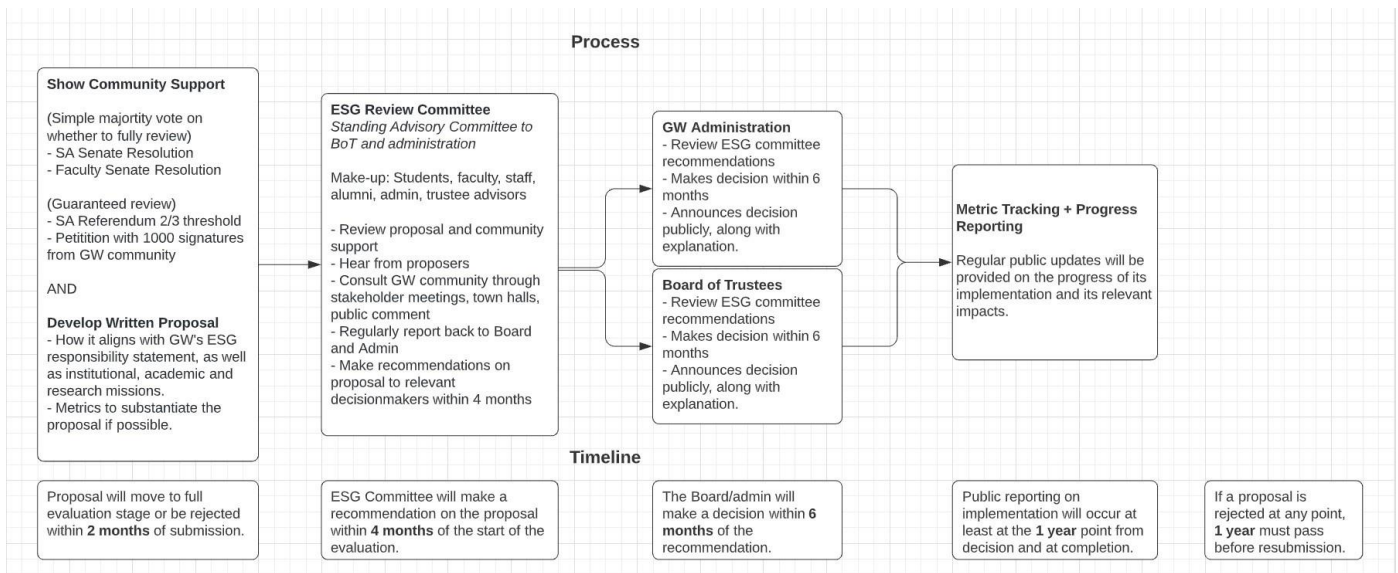 Process
Show Community Support
(Simple majortity vote on
whether to fully review)
- SA Senate Resolution
- Faculty Senate Resolution
(Guaranteed review)
- SA Referendum 2/3 threshold
- Petitition with 1000 signatures
from GW community
AND
Develop Written Proposal
- How it aligns with GW's ESG
responsibility statement, as well
as institutional, academic and
research missions.
- Metrics to substantiate the
proposal if possible.
ESG Review Committee
Standing Advisory Committee to
BoT and administration
Make-up: Students, faculty, staff,
alumni, admin, trustee advisors
- Review proposal and community
support
- Hear from proposers
- Consult GW community through
stakeholder meetings, town halls,
public comment
- Regularly report back to Board
and Admin
- Make recommendations on
proposal to relevant
decisionmakers within 4 months
GW Administration
- Review ESG committee
recommendations
- Makes decision within 6
months
- Announces decision
publicly, along with
explanation.
Board of Trustees
- Review ESG committee
recommendations
- Makes decision within 6
months
- Announces decision
publicly, along with
explanation.
Metric Tracking + Progress
Reporting
Regular public updates will be
provided on the progress of its
implementation and its relevant
impacts.
Timeline
Proposal will move to full
evaluation stage or be rejected
within 2 months of submission.
ESG Committee will make a
recommendation on the proposal
within 4 months of the start of the
evaluation.
The Board/admin will
make a decision within 6
months of the
recommendation.
Public reporting on
implementation will occur at
least at the 1 year point from
decision and at completion.
If a proposal is
rejected at any point,
1 year must pass
before resubmission.